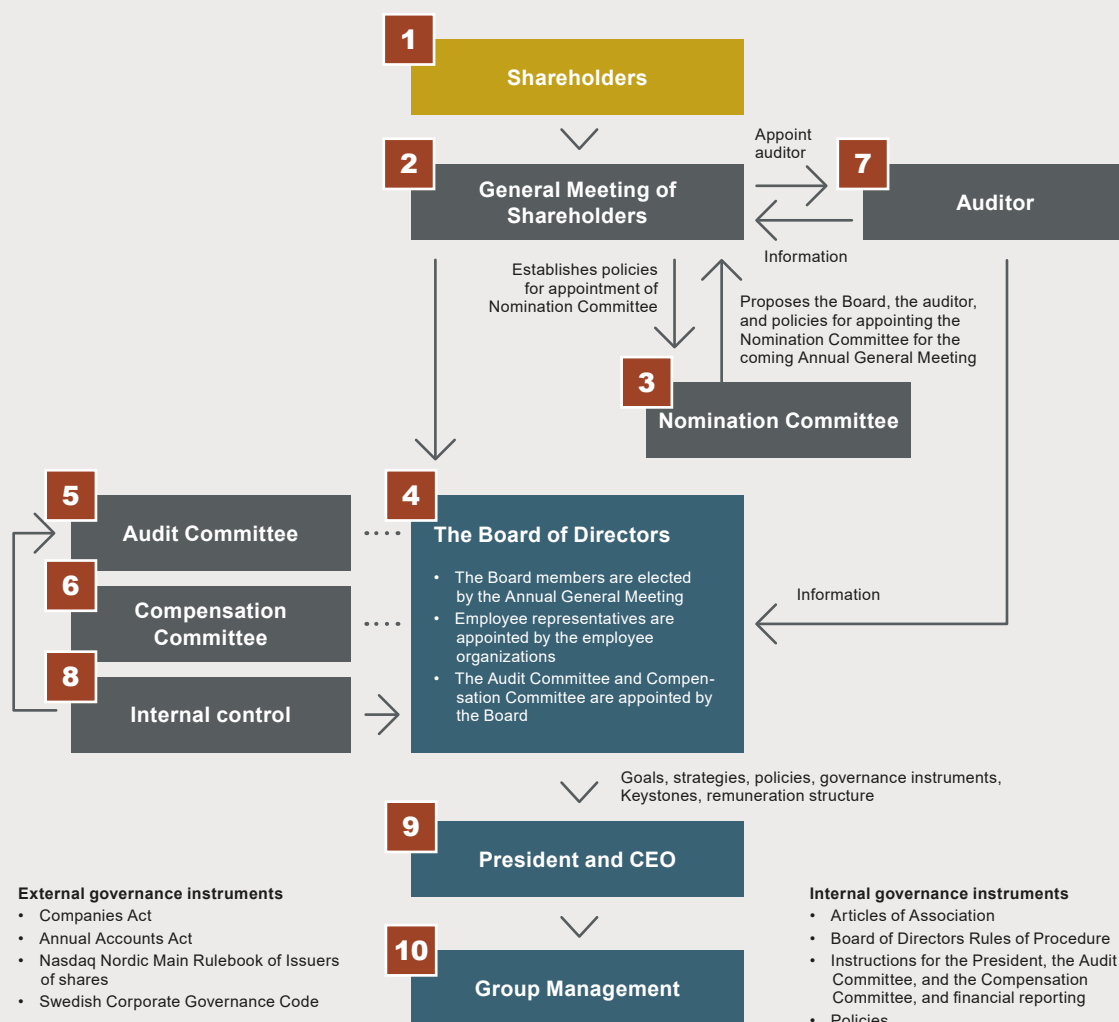 1
Shareholders
2
General Meeting of
Shareholders
Appoint
auditor
7
Auditor
Information
Establishes policies
for appointment of
Nomination Committee
Proposes the Board, the auditor,
and policies for appointing the
Nomination Committee for the
coming Annual General Meeting
3
Nomination Committee
5
Audit Committee
6
Compensation
Committee
8
Internal control
4
The Board of Directors
• The Board members are elected
by the Annual General Meeting
• Employee representatives are
appointed by the employee
organizations
• The Audit Committee and Compen-
sation Committee are appointed by
the Board
Information
Goals, strategies, policies, governance instruments,
Keystones, remuneration structure
9
President and CEO
10
Group Management
External governance instruments
• Companies Act
• Annual Accounts Act
• Nasdaq Nordic Main Rulebook of Issuers
of shares
• Swedish Corporate Governance Code
Internal governance instruments
• Articles of Association
• Board of Directors Rules of Procedure
• Instructions for the President, the Audit
Committee, and the Compensation
Committee, and financial reporting
• Policies